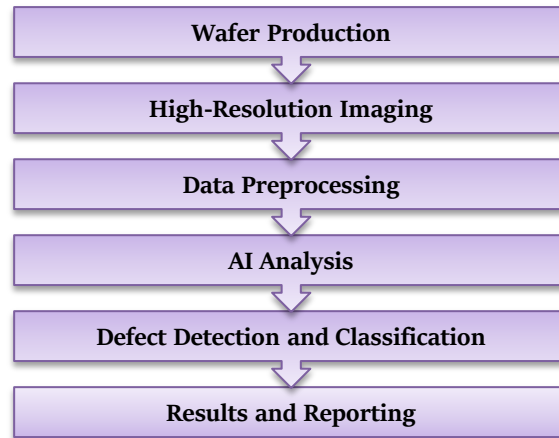 Wafer Production
High-Resolution Imaging
Data Preprocessing
AI Analysis
Defect Detection and Classification
Results and Reporting